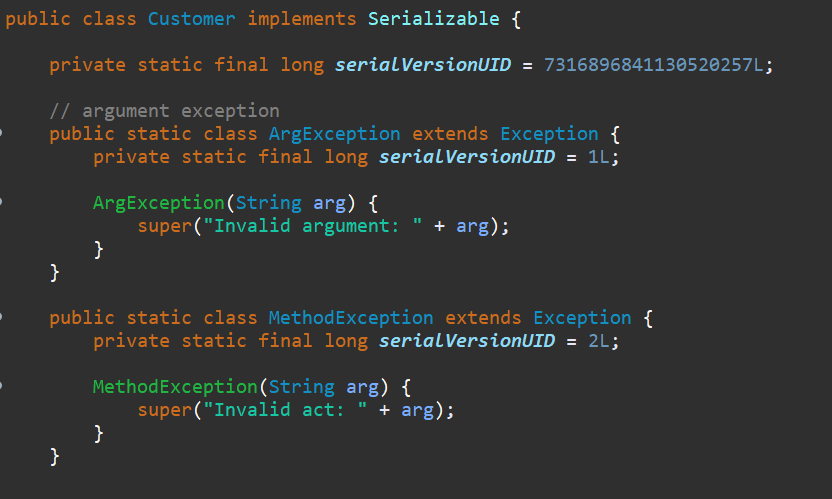 public class Customer implements Serializable {
private static final long serialVersionUID = 7316896841130520257L;
// argument exception
public static class ArgException extends Exception {
private static final long serialVersionUID = 1L;
ArgException(String arg) {
super("Invalid argument: " + arg);
}
}
public static class MethodException extends Exception {
private static final long serialVersionUID = 2L;
MethodException(String arg) {
super("Invalid act: " + arg);
}
}